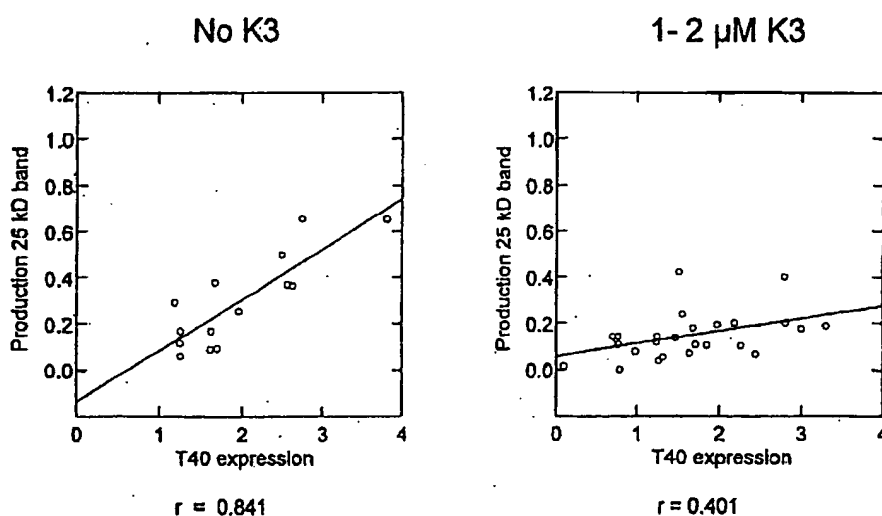 No K3
1.2
1.0
0.8
0.6
0.4
0.2
0.0
Production 25 kD band
0 1 2 3 4
T40 expression
r = 0.841
1- 2 µM K3
1.2
1.0
0.8
0.6
0.4
0.2
0.0
Production 25 kD band
0 1 2 3 4
T40 expression
r = 0.401